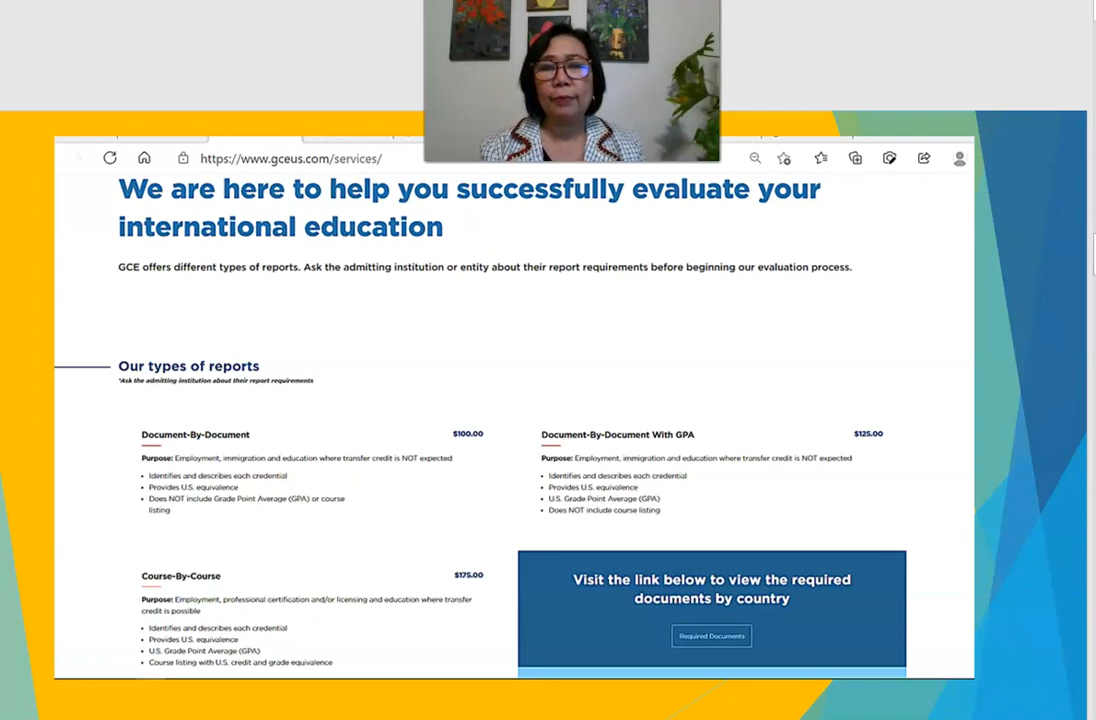 https://www.gceus.com/services/
We are here to help you successfully evaluate your
international education
GCE offers different types of reports. Ask the admitting institution or entity about their report requirements before beginning our evaluation process.
Our types of reports
*Ask the admitting institution about their report requirements
Document-By-Document $100.00
Purpose: Employment, immigration and education where transfer credit is NOT expected
• Identifies and describes each credential
• Provides U.S. equivalence
• Does NOT include Grade Point Average (GPA) or course
listing
Document-By-Document With GPA $125.00
Purpose: Employment, immigration and education where transfer credit is NOT expected
• Identifies and describes each credential
• Provides U.S. equivalence
• U.S. Grade Point Average (GPA)
• Does NOT include course listing
Course-By-Course $175.00
Purpose: Employment, professional certification and/or licensing and education where transfer
credit is possible
• Identifies and describes each credential
• Provides U.S. equivalence
• U.S. Grade Point Average (GPA)
• Course listing with U.S. credit and grade equivalence
Visit the link below to view the required
documents by country
Required Documents